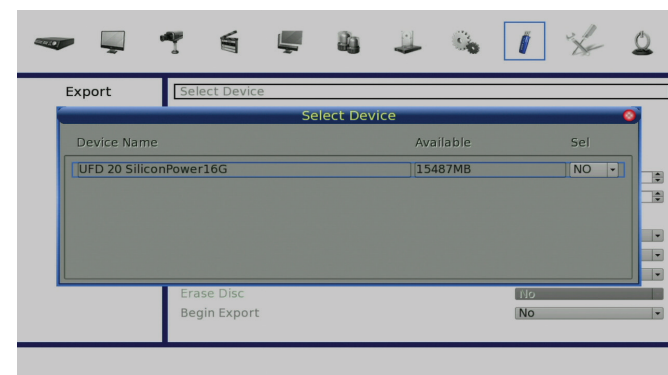 Export
Select Device
Select Device
Device Name Available Sel
UFD 20 SiliconPower16G 15487MB NO
Erase Disc No
Begin Export No